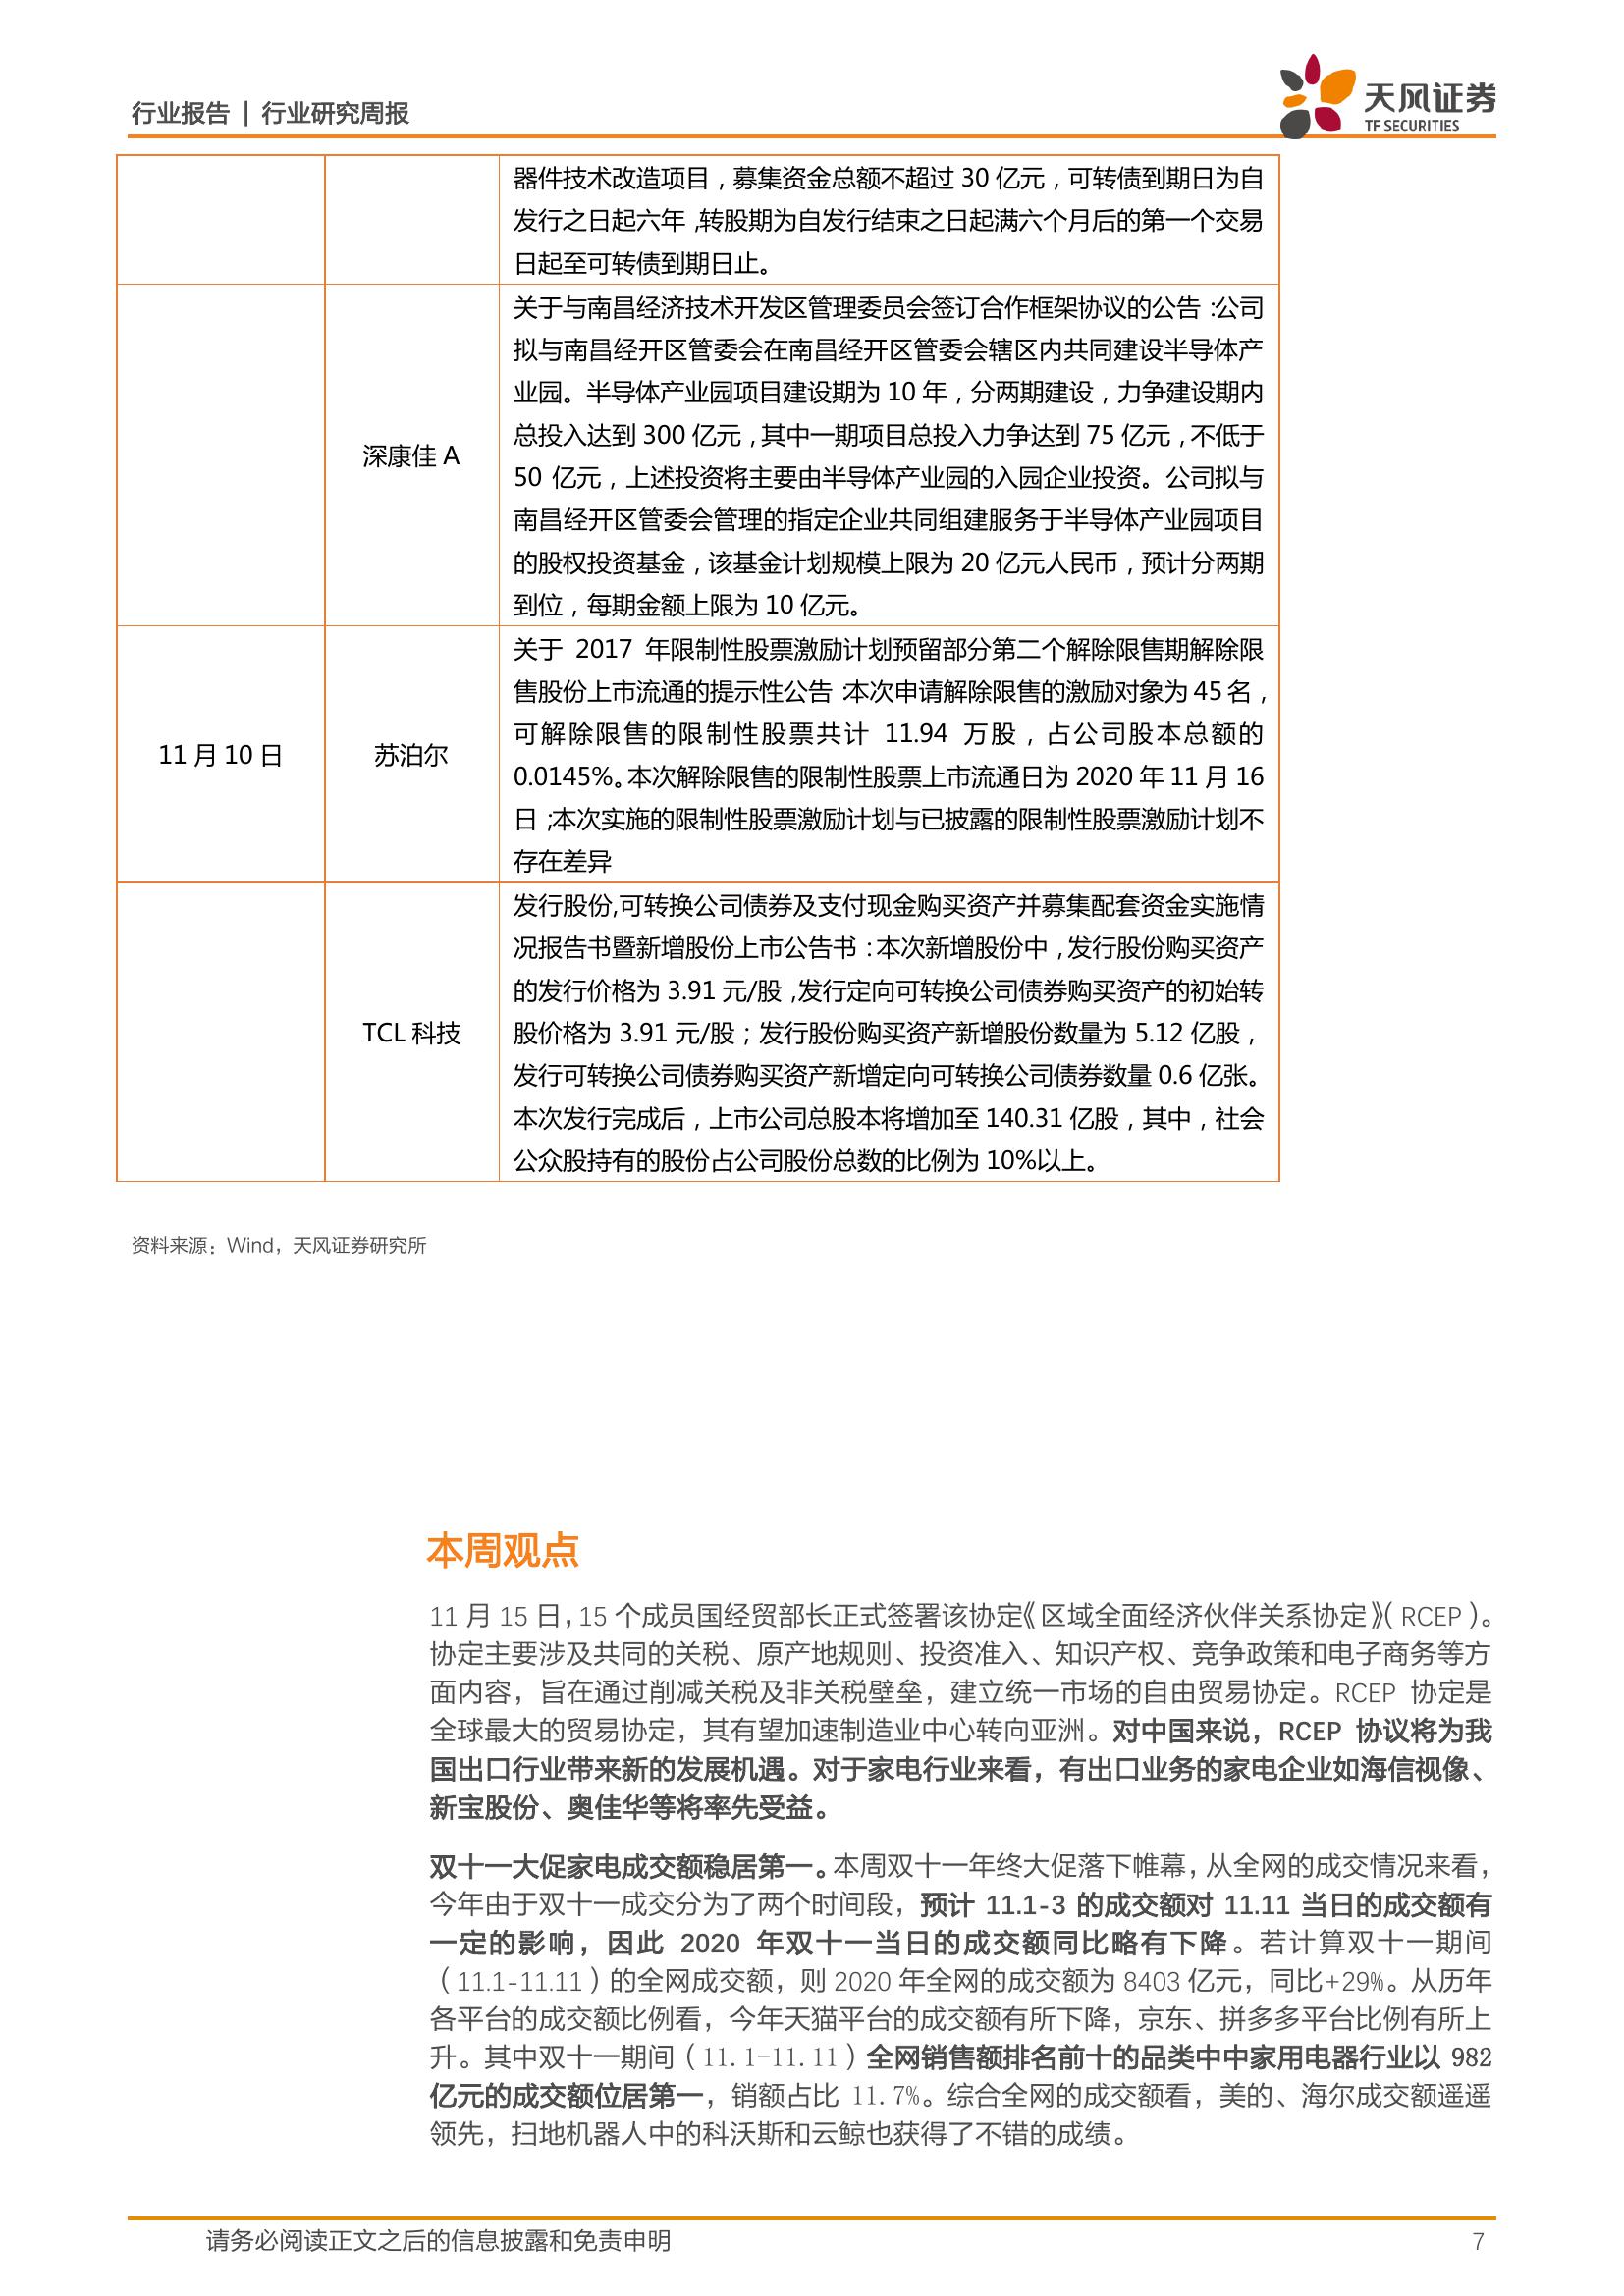 行业报告 | 行业研究周报
天风证券
TF SECURITIES
器件技术改造项目，募集资金总额不超过 30 亿元，可转债到期日为自
发行之日起六年，转股期为自发行结束之日起满六个月后的第一个交易
日起至可转债到期日止。
深康佳 A
关于与南昌经济技术开发区管理委员会签订合作框架协议的公告：公司
拟与南昌经开区管委会在南昌经开区管委会辖区内共同建设半导体产
业园。半导体产业园项目建设期为 10 年，分两期建设，力争建设期内
总投入达到 300 亿元，其中一期项目总投入力争达到 75 亿元，不低于
50 亿元，上述投资将主要由半导体产业园的入园企业投资。公司拟与
南昌经开区管委会管理的指定企业共同组建服务于半导体产业园项目
的股权投资基金，该基金计划规模上限为 20 亿元人民币，预计分两期
到位，每期金额上限为 10 亿元。
11 月 10 日
苏泊尔
关于 2017 年限制性股票激励计划预留部分第二个解除限售期解除限
售股份上市流通的提示性公告：本次申请解除限售的激励对象为 45 名，
可解除限售的限制性股票共计 11.94 万股，占公司股本总额的
0.0145%。本次解除限售的限制性股票上市流通日为 2020 年 11 月 16
日；本次实施的限制性股票激励计划与已披露的限制性股票激励计划不
存在差异
TCL 科技
发行股份,可转换公司债券及支付现金购买资产并募集配套资金实施情
况报告书暨新增股份上市公告书：本次新增股份中，发行股份购买资产
的发行价格为 3.91 元/股，发行定向可转换公司债券购买资产的初始转
股价格为 3.91 元/股；发行股份购买资产新增股份数量为 5.12 亿股，
发行可转换公司债券购买资产新增定向可转换公司债券数量 0.6 亿张。
本次发行完成后，上市公司总股本将增加至 140.31 亿股，其中，社会
公众股持有的股份占公司股份总数的比例为 10%以上。
资料来源：Wind，天风证券研究所
本周观点
11 月 15 日，15 个成员国经贸部长正式签署该协定《区域全面经济伙伴关系协定》（RCEP）。
协定主要涉及共同的关税、原产地规则、投资准入、知识产权、竞争政策和电子商务等方
面内容，旨在通过削减关税及非关税壁垒，建立统一市场的自由贸易协定。RCEP 协定是
全球最大的贸易协定，其有望加速制造业中心转向亚洲。对中国来说，RCEP 协议将为我
国出口行业带来新的发展机遇。对于家电行业来看，有出口业务的家电企业如海信视像、
新宝股份、奥佳华等将率先受益。
双十一大促家电成交额稳居第一。本周双十一年终大促落下帷幕，从全网的成交情况来看，
今年由于双十一成交分为了两个时间段，预计 11.1-3 的成交额对 11.11 当日的成交额有
一定的影响，因此 2020 年双十一当日的成交额同比略有下降。若计算双十一期间
（11.1-11.11）的全网成交额，则 2020 年全网的成交额为 8403 亿元，同比+29%。从历年
各平台的成交额比例看，今年天猫平台的成交额有所下降，京东、拼多多平台比例有所上
升。其中双十一期间（11.1-11.11）全网销售额排名前十的品类中中家用电器行业以 982
亿元的成交额位居第一，销额占比 11.7%。综合全网的成交额看，美的、海尔成交额遥遥
领先，扫地机器人中的科沃斯和云鲸也获得了不错的成绩。
请务必阅读正文之后的信息披露和免责申明
7